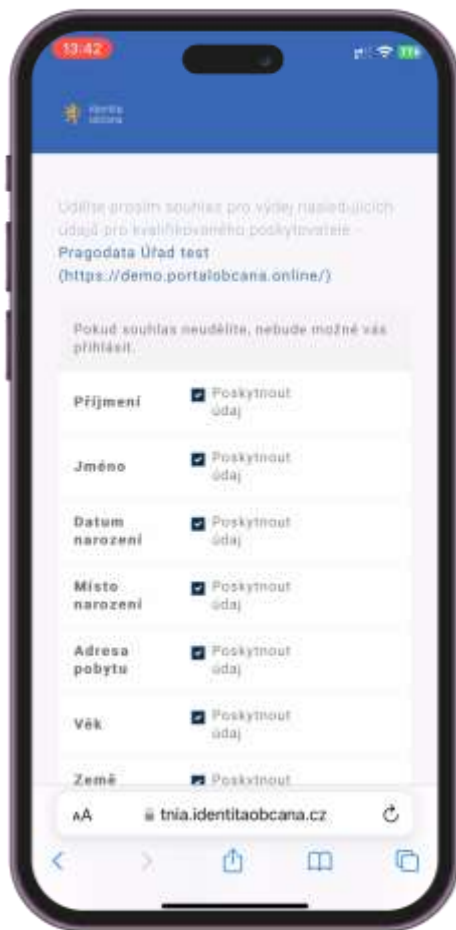 13:42
identita
občana
Udělte prosím souhlas pro výdej následujících
údajů pro kvalifikovaného poskytovatele -
Pragodata Úřad test
(https://demo.portalobcana.online/)
Pokud souhlas neudělíte, nebude možné vás
přihlásit.
Příjmení
Poskytnout
údaj
Jméno
Poskytnout
údaj
Datum
narození
Poskytnout
údaj
Místo
narození
Poskytnout
údaj
Adresa
pobytu
Poskytnout
údaj
Věk
Poskytnout
údaj
Země
Poskytnout
AA
tnia.identitaobcana.cz